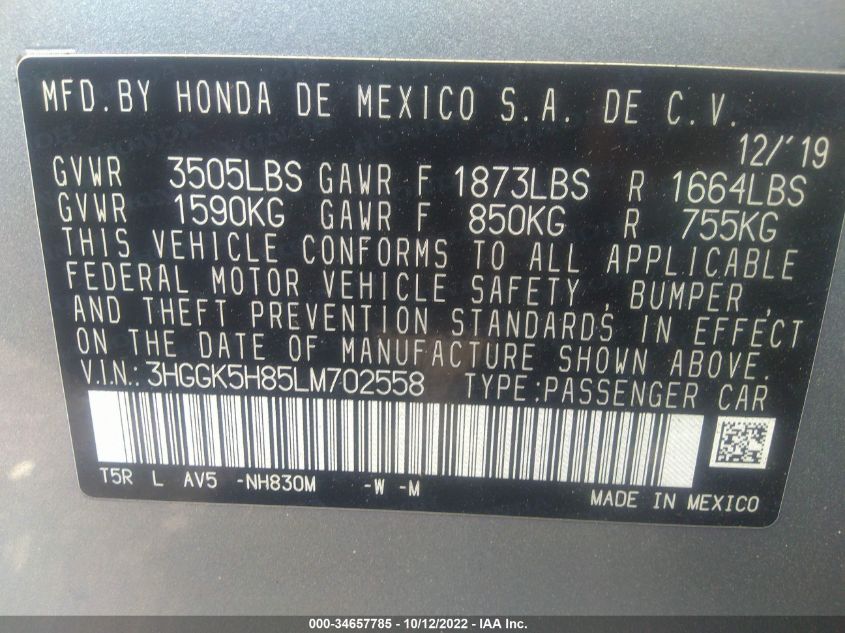 MFD.BY HONDA DE MEXICO S.A. DE C.V.
12/'19
GVWR 3505LBS GAWR F 1873LBS R 1664LBS
GVWR 1590KG GAWR F 850KG R 755KG
THIS VEHICLE CONFORMS TO ALL APPLICABLE
FEDERAL MOTOR VEHICLE SAFETY , BUMPER ,
AND THEFT PREVENTION STANDARDS IN EFFECT
ON THE DATE OF MANUFACTURE SHOWN ABOVE.
V.I.N.: 3HGGK5H85LM702558 TYPE:PASSENGER CAR
T5R L AV5 -NH830M -W -M
MADE IN MEXICO
000-34657785 - 10/12/2022 - IAA Inc.